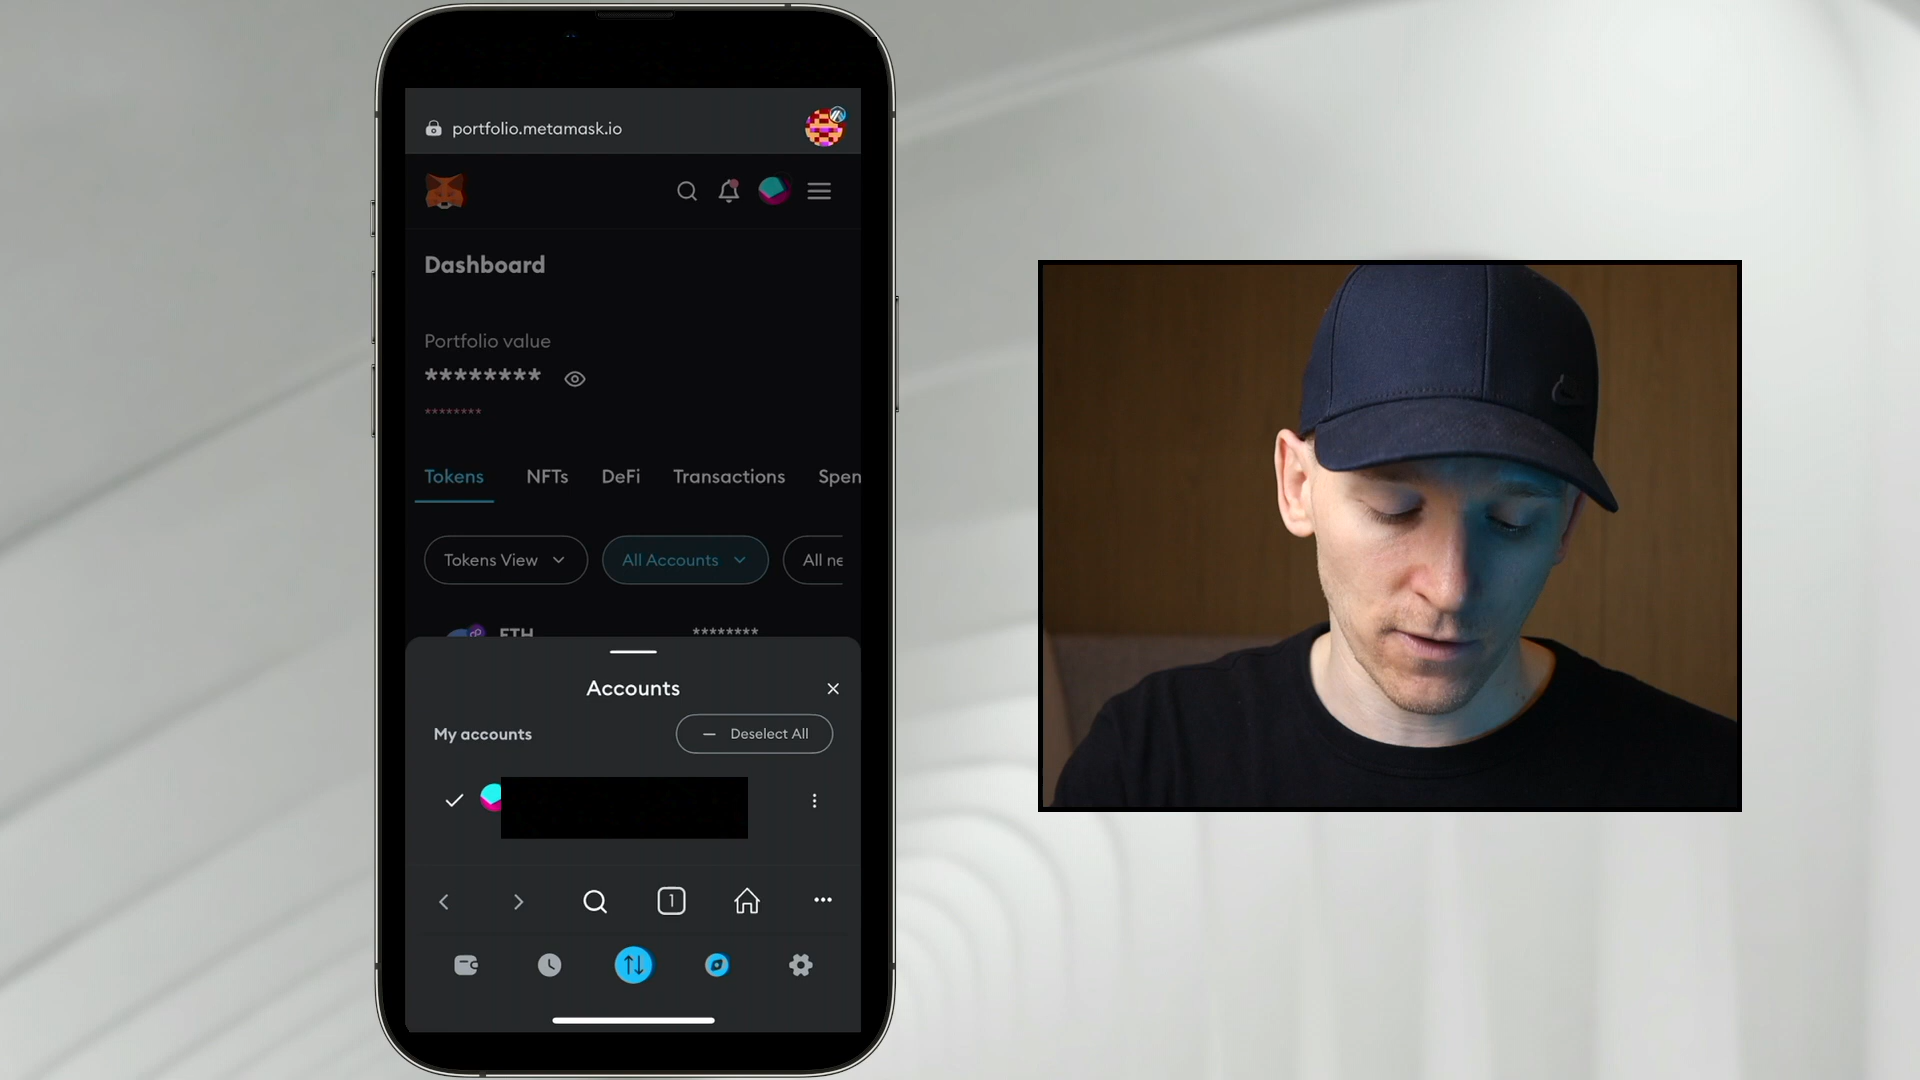 portfolio.metamask.io
Dashboard
Portfolio value
********
********
Tokens NFTs DeFi Transactions Spen
Tokens View All Accounts All ne
ETH ********
Accounts
My accounts Deselect All
1